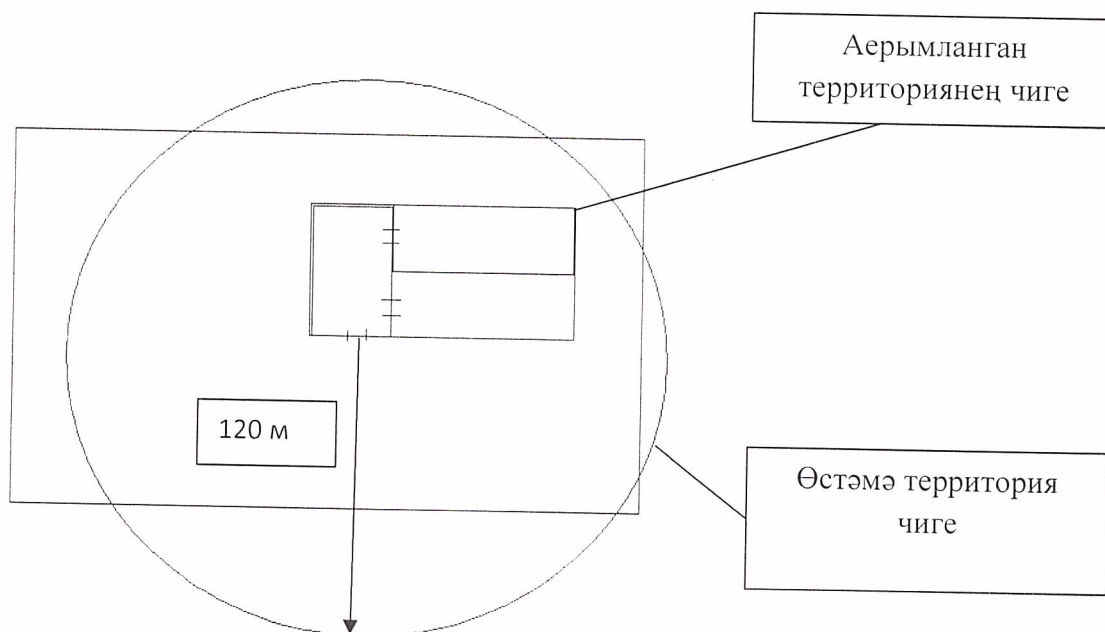 Аерымланган
территориянең чиге
120 м
Өстәмә территория
чиге